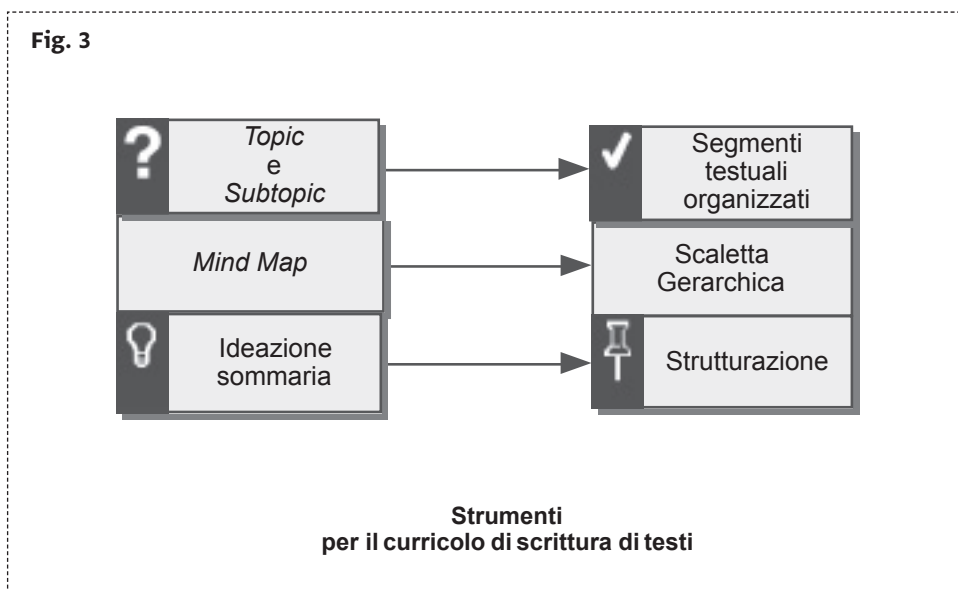 Fig. 3
Topic
e
Subtopic
Segmenti
testuali
organizzati
Mind Map
Scaletta
Gerarchica
Ideazione
sommaria
Strutturazione
Strumenti
per il curricolo di scrittura di testi